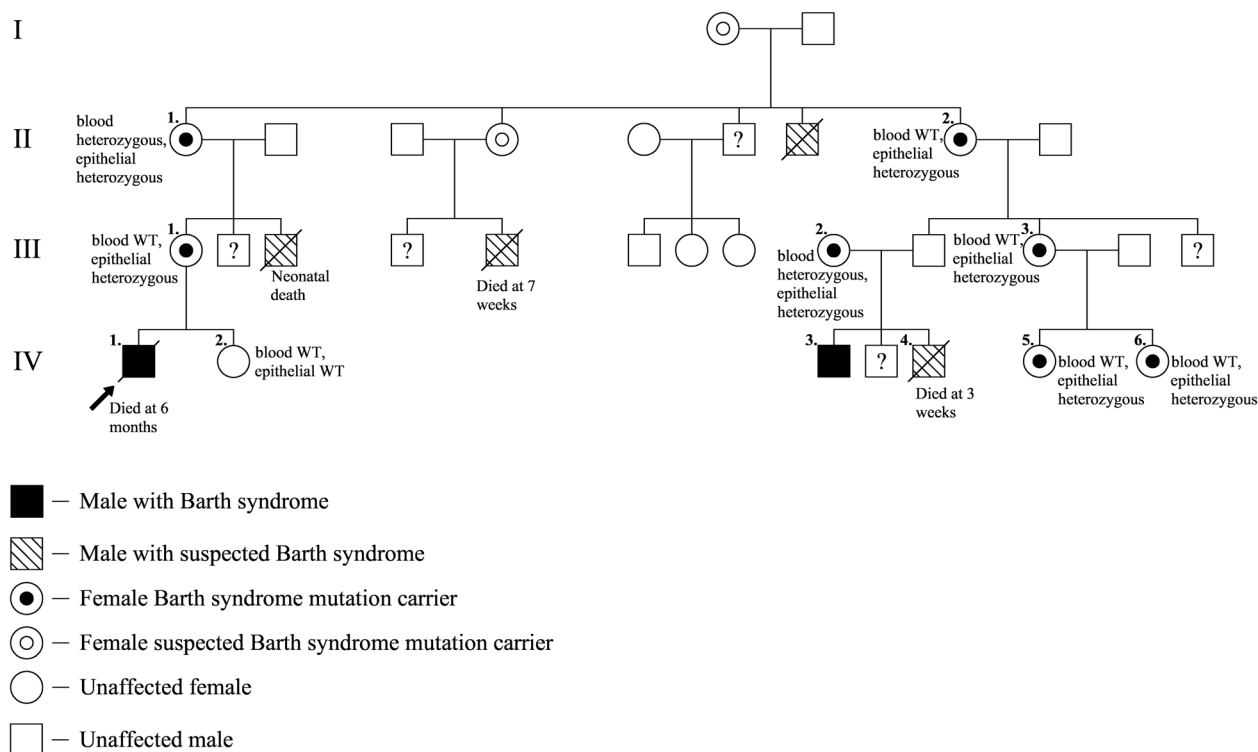 I
II
1.
blood
heterozygous,
epithelial
heterozygous
?
2.
blood WT,
epithelial
heterozygous
III
1.
blood WT,
epithelial
heterozygous
?
Neonatal
death
?
Died at 7
weeks
2.
blood
heterozygous,
epithelial
heterozygous
3.
blood WT,
epithelial
heterozygous
?
IV
1.
Died at 6
months
2.
blood WT,
epithelial WT
3.
?
4.
Died at 3
weeks
5.
blood WT,
epithelial
heterozygous
6.
blood WT,
epithelial
heterozygous
— Male with Barth syndrome
— Male with suspected Barth syndrome
— Female Barth syndrome mutation carrier
— Female suspected Barth syndrome mutation carrier
— Unaffected female
— Unaffected male